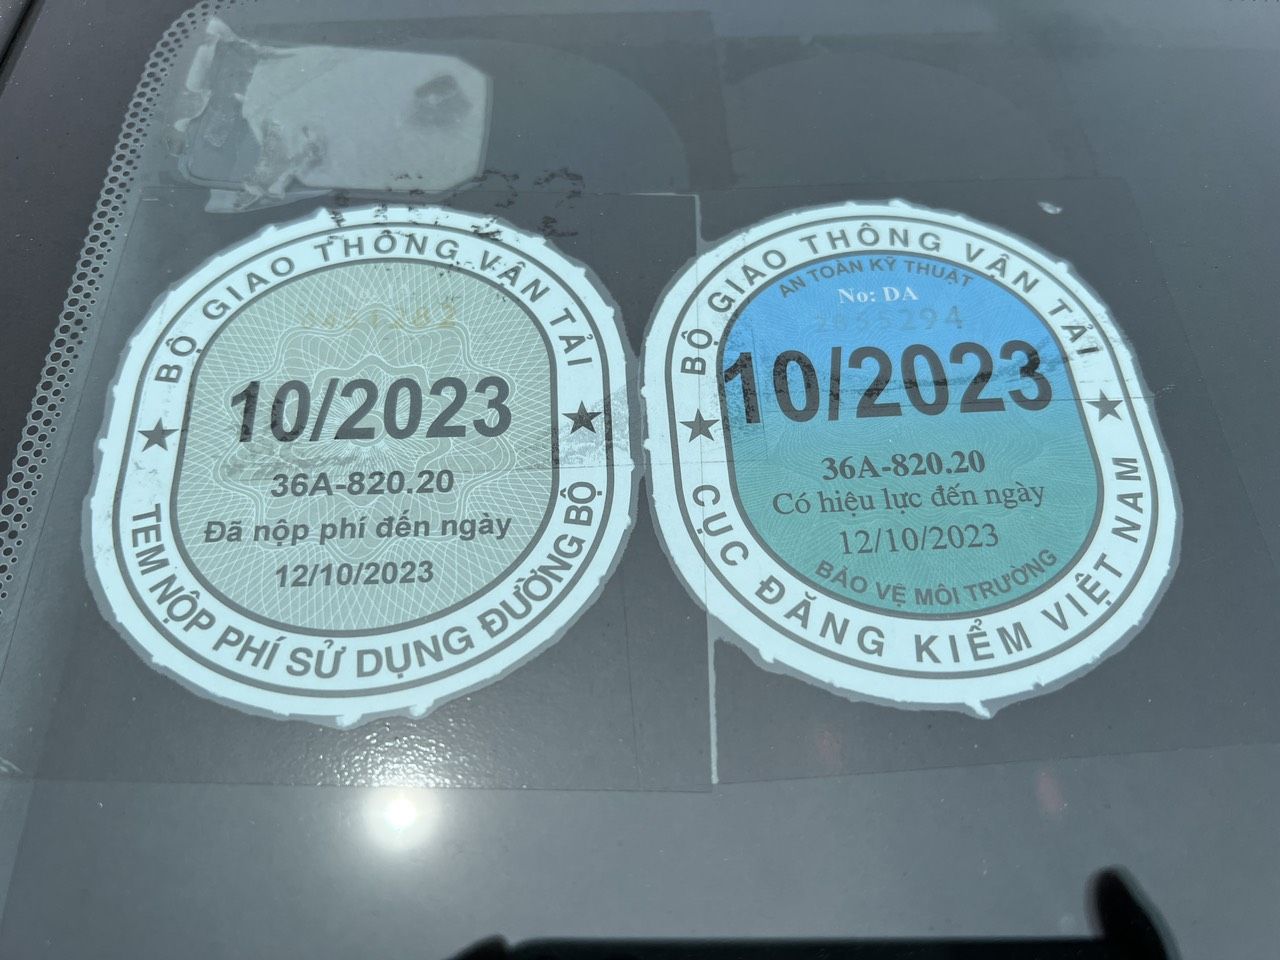 BỘ GIAO THÔNG VẬN TẢI
10/2023
36A-820.20
Đã nộp phí đến ngày
12/10/2023
TEM NỘP PHÍ SỬ DỤNG ĐƯỜNG BỘ
BỘ GIAO THÔNG VẬN TẢI
AN TOÀN KỸ THUẬT
No: DA
2855294
10/2023
36A-820.20
Có hiệu lực đến ngày
12/10/2023
BẢO VỆ MÔI TRƯỜNG
CỤC ĐĂNG KIỂM VIỆT NAM